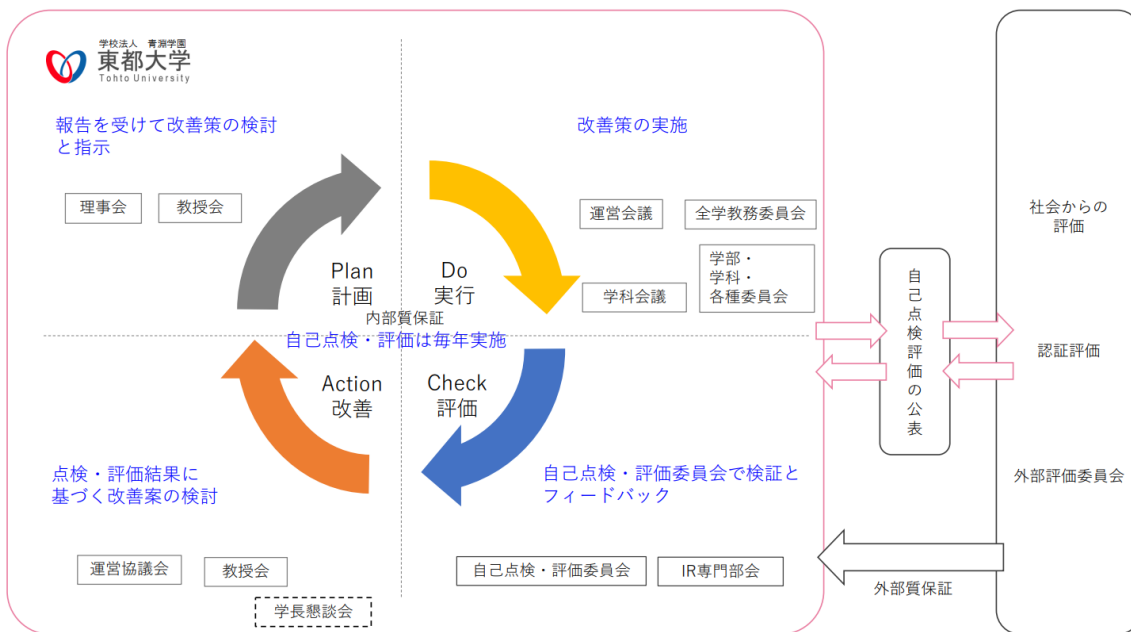 学校法人 青淵学園
東都大学
Tohto University
報告を受けて改善策の検討
と指示
理事会
教授会
Plan
計画
改善策の実施
運営会議
全学教務委員会
学科会議
学部・
学科・
各種委員会
Do
実行
内部質保証
自己点検・評価は毎年実施
Action
改善
点検・評価結果に
基づく改善案の検討
運営協議会
教授会
学長懇談会
Check
評価
自己点検・評価委員会で検証と
フィードバック
自己点検・評価委員会
IR専門部会
自己点検評価の公表
社会からの
評価
認証評価
外部評価委員会
外部質保証